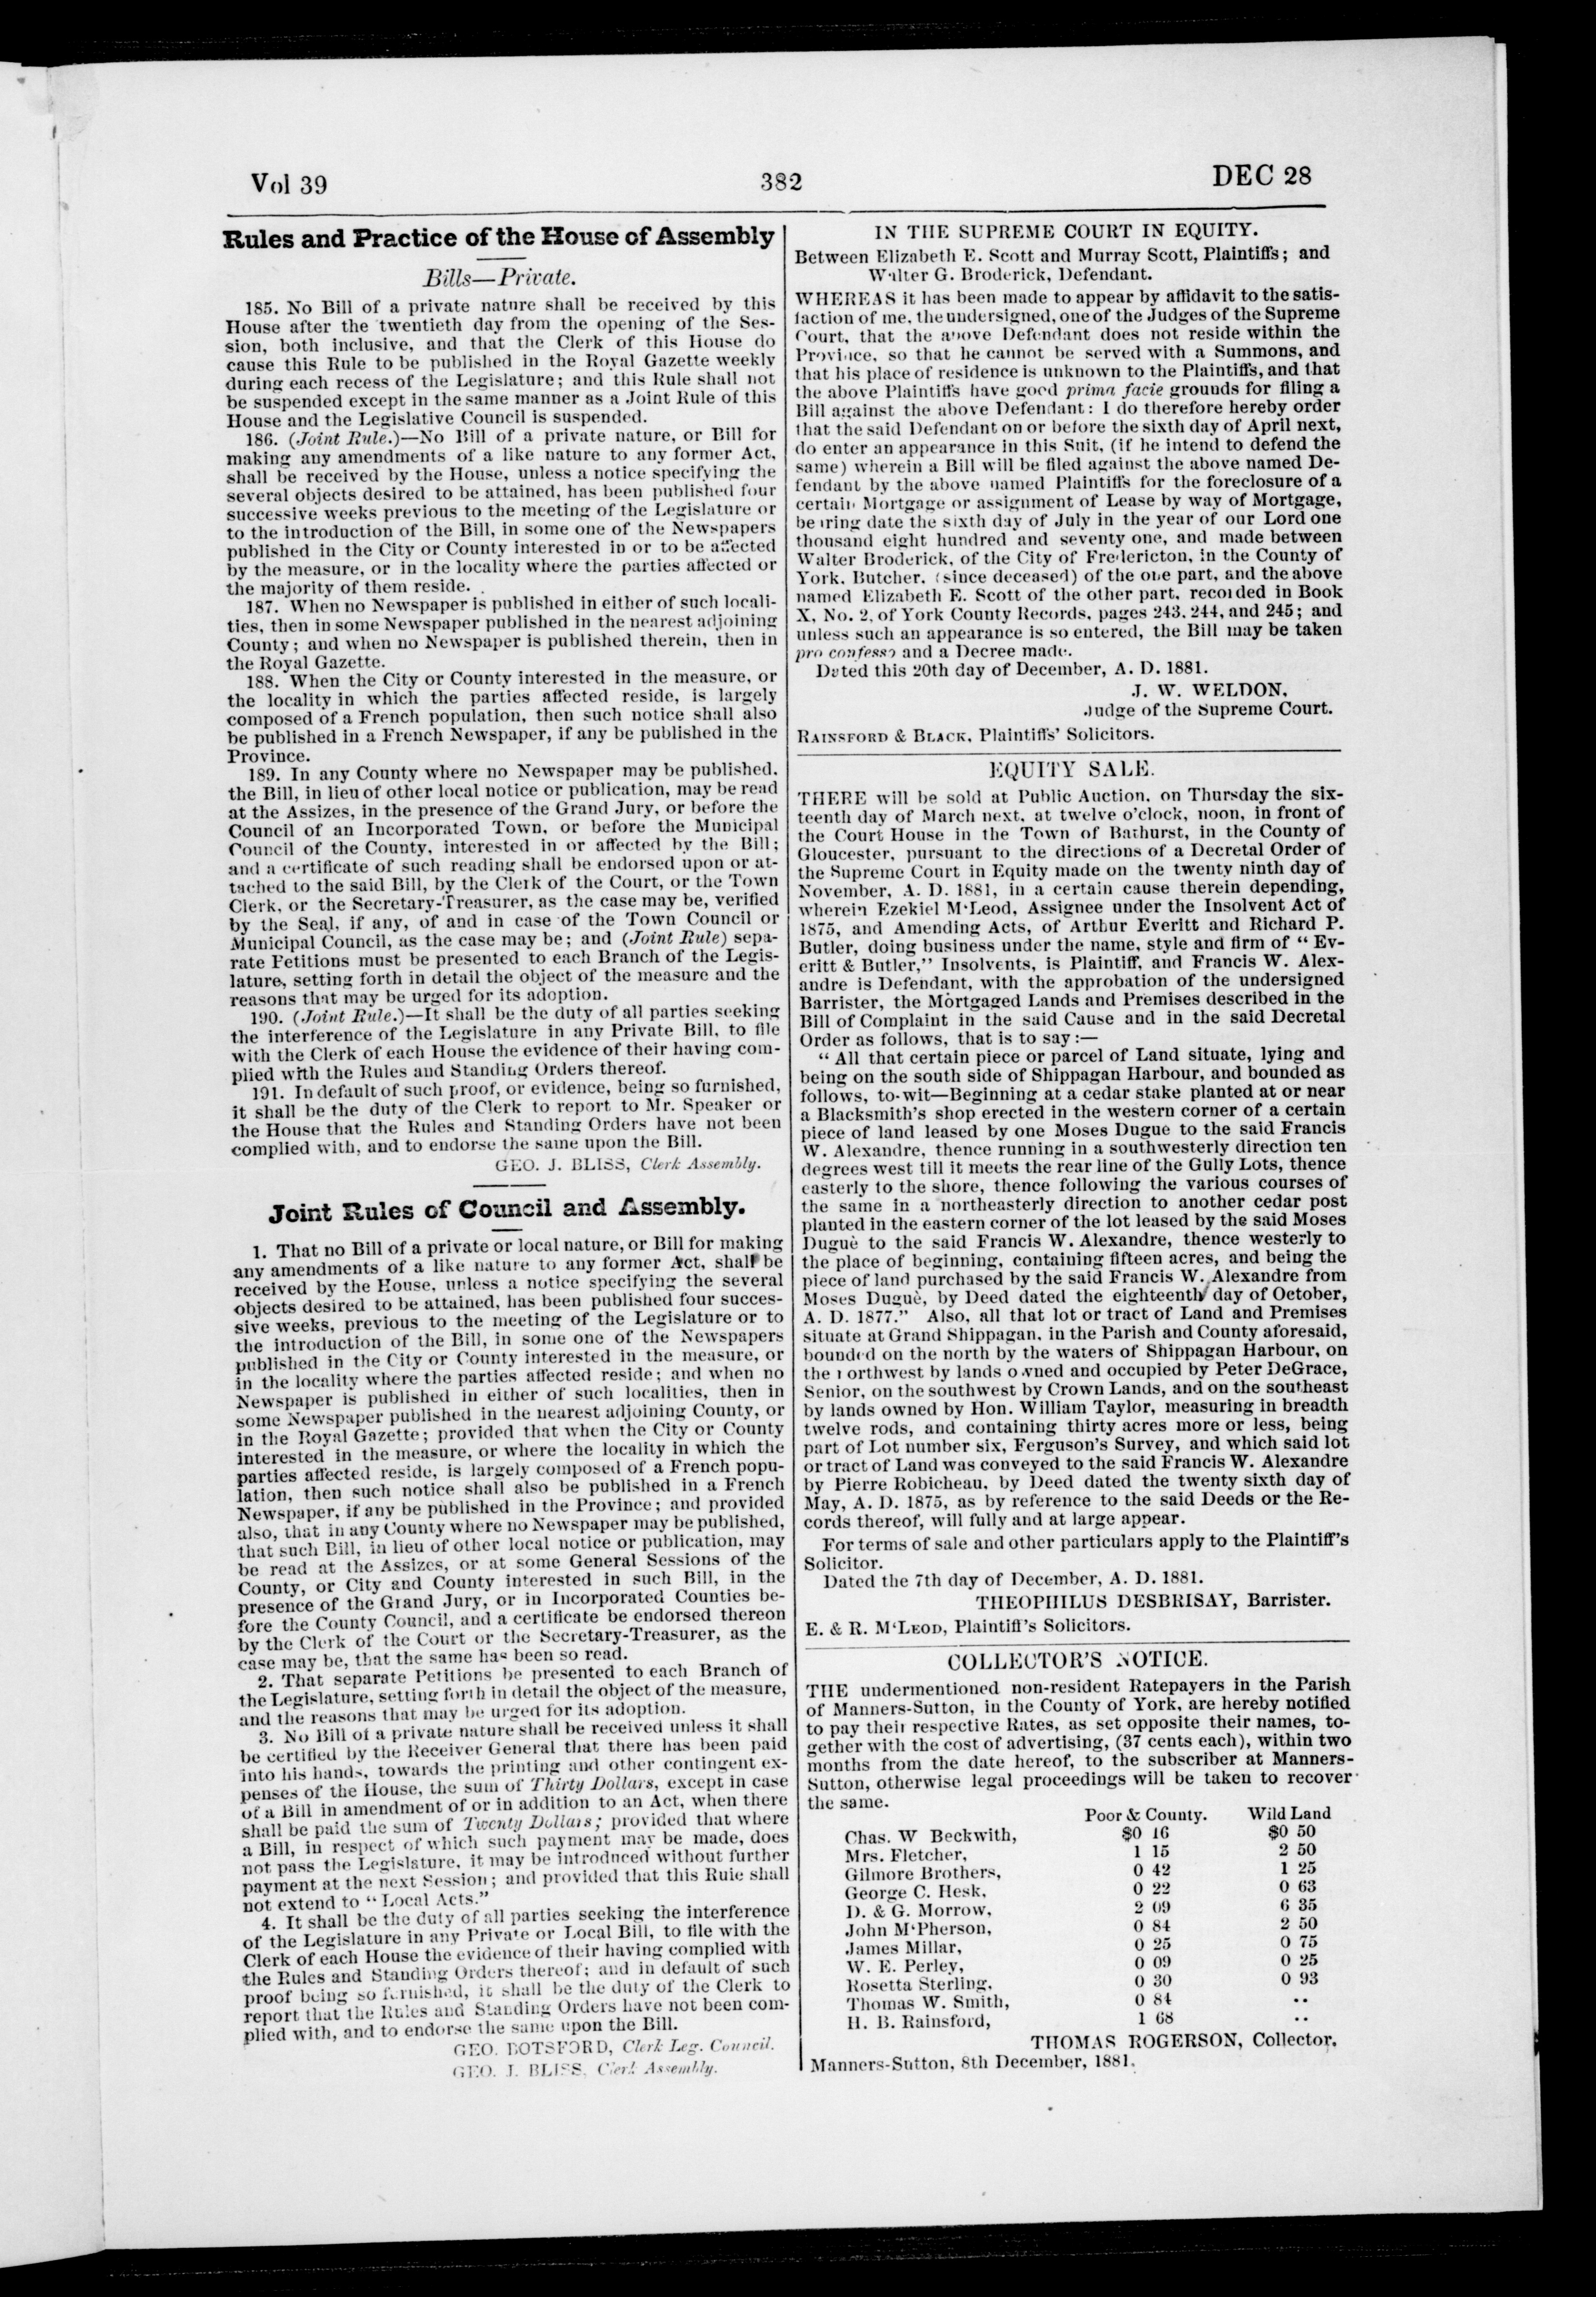 Vol 39
382
DEC 28
Rules and Practice of the House of Assembly
Bills—Private.
185. No Bill of a private nature shall be received by this
House after the twentieth day from the opening of the Ses-
sion, both inclusive, and that the Clerk of this House do
cause this Rule to be published in the Royal Gazette weekly
during each recess of the Legislature; and this Rule shall not
be suspended except in the same manner as a Joint Rule of this
House and the Legislative Council is suspended.
186. (Joint Rule.)—No Bill of a private nature, or Bill for
making any amendments of a like nature to any former Act,
shall be received by the House, unless a notice specifying the
several objects desired to be attained, has been published four
successive weeks previous to the meeting of the Legislature or
to the introduction of the Bill, in some one of the Newspapers
published in the City or County interested in or to be affected
by the measure, or in the locality where the parties affected or
the majority of them reside.
187. When no Newspaper is published in either of such locali-
ties, then in some Newspaper published in the nearest adjoining
County; and when no Newspaper is published therein, then in
the Royal Gazette.
188. When the City or County interested in the measure, or
the locality in which the parties affected reside, is largely
composed of a French population, then such notice shall also
be published in a French Newspaper, if any be published in the
Province.
189. In any County where no Newspaper may be published,
the Bill, in lieu of other local notice or publication, may be read
at the Assizes, in the presence of the Grand Jury, or before the
Council of an Incorporated Town, or before the Municipal
Council of the County, interested in or affected by the Bill;
and a certificate of such reading shall be endorsed upon or at-
tached to the said Bill, by the Clerk of the Court, or the Town
Clerk, or the Secretary-Treasurer, as the case may be, verified
by the Seal, if any, of and in case of the Town Council or
Municipal Council, as the case may be; and (Joint Rule) sepa-
rate Petitions must be presented to each Branch of the Legis-
lature, setting forth in detail the object of the measure and the
reasons that may be urged for its adoption.
190. (Joint Rule.)—It shall be the duty of all parties seeking
the interference of the Legislature in any Private Bill, to file
with the Clerk of each House the evidence of their having com-
plied with the Rules and Standing Orders thereof.
191. In default of such proof, or evidence, being so furnished,
it shall be the duty of the Clerk to report to Mr. Speaker or
the House that the Rules and Standing Orders have not been
complied with, and to endorse the same upon the Bill.
GEO. J. BLISS, Clerk Assembly.
Joint Rules of Council and Assembly.
1. That no Bill of a private or local nature, or Bill for making
any amendments of a like nature to any former Act, shall be
received by the House, unless a notice specifying the several
objects desired to be attained, has been published four succes-
sive weeks, previous to the meeting of the Legislature or to
the introduction of the Bill, in some one of the Newspapers
published in the City or County interested in the measure, or
in the locality where the parties affected reside; and when no
Newspaper is published in either of such localities, then in
some Newspaper published in the nearest adjoining County, or
in the Royal Gazette; provided that when the City or County
interested in the measure, or where the locality in which the
parties affected reside, is largely composed of a French popu-
lation, then such notice shall also be published in a French
Newspaper, if any be published in the Province; and provided
also, that in any County where no Newspaper may be published,
that such Bill, in lieu of other local notice or publication, may
be read at the Assizes, or at some General Sessions of the
County, or City and County interested in such Bill, in the
presence of the Grand Jury, or in Incorporated Counties be-
fore the County Council, and a certificate be endorsed thereon
by the Clerk of the Court or the Secretary-Treasurer, as the
case may be, that the same has been so read.
2. That separate Petitions be presented to each Branch of
the Legislature, setting forth in detail the object of the measure,
and the reasons that may be urged for its adoption.
3. No Bill of a private nature shall be received unless it shall
be certified by the Receiver General that there has been paid
into his hands, towards the printing and other contingent ex-
penses of the House, the sum of Thirty Dollars, except in case
of a Bill in amendment of or in addition to an Act, when there
shall be paid the sum of Twenty Dollars; provided that where
a Bill, in respect of which such payment may be made, does
not pass the Legislature, it may be introduced without further
payment at the next Session; and provided that this Rule shall
not extend to "Local Acts."
4. It shall be the duty of all parties seeking the interference
of the Legislature in any Private or Local Bill, to file with the
Clerk of each House the evidence of their having complied with
the Rules and Standing Orders thereof; and in default of such
proof being so furnished, it shall be the duty of the Clerk to
report that the Rules and Standing Orders have not been com-
plied with, and to endorse the same upon the Bill.
GEO. BOTSFORD, Clerk Leg. Council.
GEO. J. BLISS, Clerk Assembly.
IN THE SUPREME COURT IN EQUITY.
Between Elizabeth E. Scott and Murray Scott, Plaintiffs; and
Walter G. Broderick, Defendant.
WHEREAS it has been made to appear by affidavit to the satis-
faction of me, the undersigned, one of the Judges of the Supreme
Court, that the above Defendant does not reside within the
Province, so that he cannot be served with a Summons, and
that his place of residence is unknown to the Plaintiffs, and that
the above Plaintiffs have good prima facie grounds for filing a
Bill against the above Defendant: I do therefore hereby order
that the said Defendant on or before the sixth day of April next,
do enter an appearance in this Suit, (if he intend to defend the
same) wherein a Bill will be filed against the above named De-
fendant by the above named Plaintiffs for the foreclosure of a
certain Mortgage or assignment of Lease by way of Mortgage,
bearing date the sixth day of July in the year of our Lord one
thousand eight hundred and seventy one, and made between
Walter Broderick, of the City of Fredericton, in the County of
York, Butcher, (since deceased) of the one part, and the above
named Elizabeth E. Scott of the other part, recorded in Book
X, No. 2, of York County Records, pages 243, 244, and 245; and
unless such an appearance is so entered, the Bill may be taken
pro confesso and a Decree made.
Dated this 20th day of December, A. D. 1881.
J. W. WELDON,
Judge of the Supreme Court.
RAINSFORD & BLACK, Plaintiffs' Solicitors.
EQUITY SALE.
THERE will be sold at Public Auction, on Thursday the six-
teenth day of March next, at twelve o'clock, noon, in front of
the Court House in the Town of Bathurst, in the County of
Gloucester, pursuant to the directions of a Decretal Order of
the Supreme Court in Equity made on the twenty ninth day of
November, A. D. 1881, in a certain cause therein depending,
wherein Ezekiel M'Leod, Assignee under the Insolvent Act of
1875, and Amending Acts, of Arthur Everitt and Richard P.
Butler, doing business under the name, style and firm of "Ev-
eritt & Butler," Insolvents, is Plaintiff, and Francis W. Alex-
andre is Defendant, with the approbation of the undersigned
Barrister, the Mortgaged Lands and Premises described in the
Bill of Complaint in the said Cause and in the said Decretal
Order as follows, that is to say:—
"All that certain piece or parcel of Land situate, lying and
being on the south side of Shippagan Harbour, and bounded as
follows, to-wit—Beginning at a cedar stake planted at or near
a Blacksmith's shop erected in the western corner of a certain
piece of land leased by one Moses Dugue to the said Francis
W. Alexandre, thence running in a southwesterly direction ten
degrees west till it meets the rear line of the Gully Lots, thence
easterly to the shore, thence following the various courses of
the same in a northeasterly direction to another cedar post
planted in the eastern corner of the lot leased by the said Moses
Duguè to the said Francis W. Alexandre, thence westerly to
the place of beginning, containing fifteen acres, and being the
piece of land purchased by the said Francis W. Alexandre from
Moses Duguè, by Deed dated the eighteenth day of October,
A. D. 1877." Also, all that lot or tract of Land and Premises
situate at Grand Shippagan, in the Parish and County aforesaid,
bounded on the north by the waters of Shippagan Harbour, on
the northwest by lands owned and occupied by Peter DeGrace,
Senior, on the southwest by Crown Lands, and on the southeast
by lands owned by Hon. William Taylor, measuring in breadth
twelve rods, and containing thirty acres more or less, being
part of Lot number six, Ferguson's Survey, and which said lot
or tract of Land was conveyed to the said Francis W. Alexandre
by Pierre Robicheau, by Deed dated the twenty sixth day of
May, A. D. 1875, as by reference to the said Deeds or the Re-
cords thereof, will fully and at large appear.
For terms of sale and other particulars apply to the Plaintiff's
Solicitor.
Dated the 7th day of December, A. D. 1881.
THEOPHILUS DESBRISAY, Barrister.
E. & R. M'LEOD, Plaintiff's Solicitors.
COLLECTOR'S NOTICE.
THE undermentioned non-resident Ratepayers in the Parish
of Manners-Sutton, in the County of York, are hereby notified
to pay their respective Rates, as set opposite their names, to-
gether with the cost of advertising, (37 cents each), within two
months from the date hereof, to the subscriber at Manners-
Sutton, otherwise legal proceedings will be taken to recover
the same.
Poor & County. Wild Land
Chas. W Beckwith, $0 16 $0 50
Mrs. Fletcher, 1 15 2 50
Gilmore Brothers, 0 42 1 25
George C. Hesk, 0 22 0 63
D. & G. Morrow, 2 09 6 35
John M'Pherson, 0 84 2 50
James Millar, 0 25 0 75
W. E. Perley, 0 09 0 25
Rosetta Sterling, 0 30 0 93
Thomas W. Smith, 0 84 ..
H. B. Rainsford, 1 68 ..
THOMAS ROGERSON, Collector.
Manners-Sutton, 8th December, 1881.